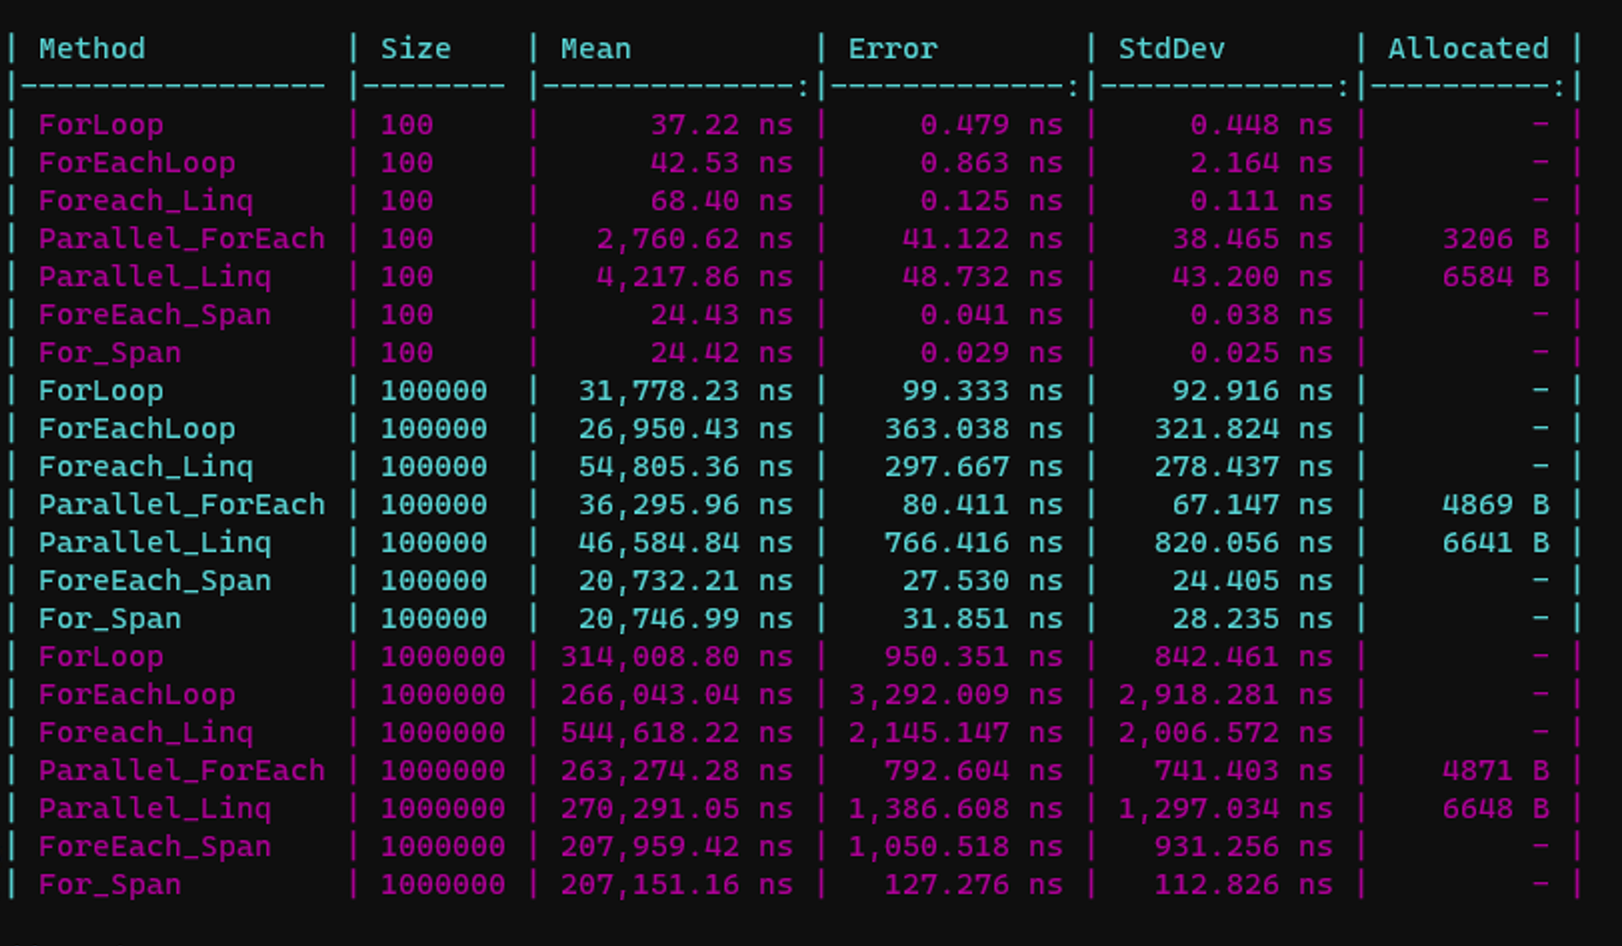 | Method | Size | Mean | Error | StdDev | Allocated |
|----------------- |-------- |--------------:|-------------:|-------------:|----------:|
| ForLoop | 100 | 37.22 ns | 0.479 ns | 0.448 ns | - |
| ForEachLoop | 100 | 42.53 ns | 0.863 ns | 2.164 ns | - |
| Foreach_Linq | 100 | 68.40 ns | 0.125 ns | 0.111 ns | - |
| Parallel_ForEach | 100 | 2,760.62 ns | 41.122 ns | 38.465 ns | 3206 B |
| Parallel_Linq | 100 | 4,217.86 ns | 48.732 ns | 43.200 ns | 6584 B |
| ForeEach_Span | 100 | 24.43 ns | 0.041 ns | 0.038 ns | - |
| For_Span | 100 | 24.42 ns | 0.029 ns | 0.025 ns | - |
| ForLoop | 100000 | 31,778.23 ns | 99.333 ns | 92.916 ns | - |
| ForEachLoop | 100000 | 26,950.43 ns | 363.038 ns | 321.824 ns | - |
| Foreach_Linq | 100000 | 54,805.36 ns | 297.667 ns | 278.437 ns | - |
| Parallel_ForEach | 100000 | 36,295.96 ns | 80.411 ns | 67.147 ns | 4869 B |
| Parallel_Linq | 100000 | 46,584.84 ns | 766.416 ns | 820.056 ns | 6641 B |
| ForeEach_Span | 100000 | 20,732.21 ns | 27.530 ns | 24.405 ns | - |
| For_Span | 100000 | 20,746.99 ns | 31.851 ns | 28.235 ns | - |
| ForLoop | 1000000 | 314,008.80 ns | 950.351 ns | 842.461 ns | - |
| ForEachLoop | 1000000 | 266,043.04 ns | 3,292.009 ns | 2,918.281 ns | - |
| Foreach_Linq | 1000000 | 544,618.22 ns | 2,145.147 ns | 2,006.572 ns | - |
| Parallel_ForEach | 1000000 | 263,274.28 ns | 792.604 ns | 741.403 ns | 4871 B |
| Parallel_Linq | 1000000 | 270,291.05 ns | 1,386.608 ns | 1,297.034 ns | 6648 B |
| ForeEach_Span | 1000000 | 207,959.42 ns | 1,050.518 ns | 931.256 ns | - |
| For_Span | 1000000 | 207,151.16 ns | 127.276 ns | 112.826 ns | - |